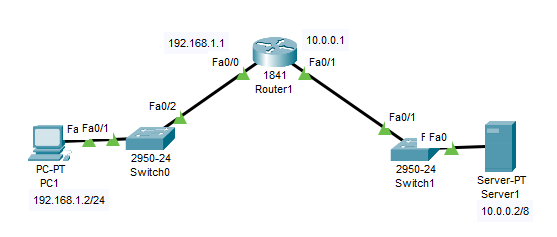 192.168.1.1
10.0.0.1
Fa0/0
Fa0/1
1841
Router1
Fa0/2
Fa0/1
Fa Fa0/1
F Fa0
2950-24
Switch0
2950-24
Switch1
PC-PT
PC1
Server-PT
Server1
192.168.1.2/24
10.0.0.2/8